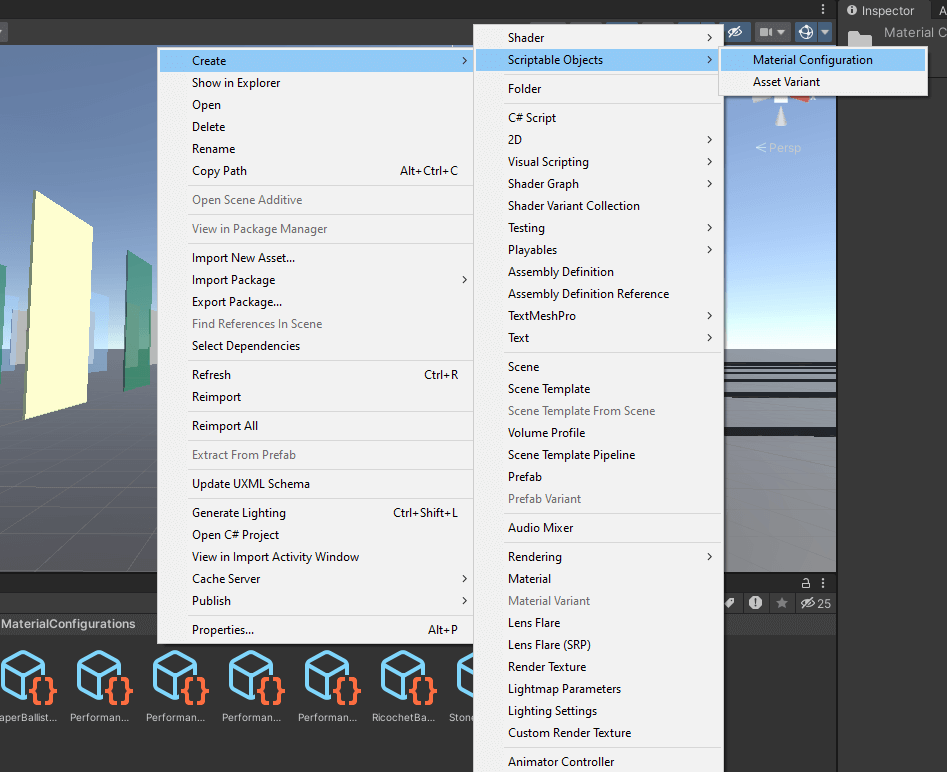 Inspector
A
Material C
Persp
Create
Show in Explorer
Open
Delete
Rename
Copy Path Alt+Ctrl+C
Open Scene Additive
View in Package Manager
Import New Asset...
Import Package
Export Package...
Find References In Scene
Select Dependencies
Refresh Ctrl+R
Reimport
Reimport All
Extract From Prefab
Update UXML Schema
Generate Lighting Ctrl+Shift+L
Open C# Project
View in Import Activity Window
Cache Server
Publish
Properties... Alt+P
Shader
Scriptable Objects
Folder
C# Script
2D
Visual Scripting
Shader Graph
Shader Variant Collection
Testing
Playables
Assembly Definition
Assembly Definition Reference
TextMeshPro
Text
Scene
Scene Template
Scene Template From Scene
Volume Profile
Scene Template Pipeline
Prefab
Prefab Variant
Audio Mixer
Rendering
Material
Material Variant
Lens Flare
Lens Flare (SRP)
Render Texture
Lightmap Parameters
Lighting Settings
Custom Render Texture
Animator Controller
Material Configuration
Asset Variant
25
MaterialConfigurations
aperBallist... Performan... Performan... Performan... Performan... RicochetBa... Stone